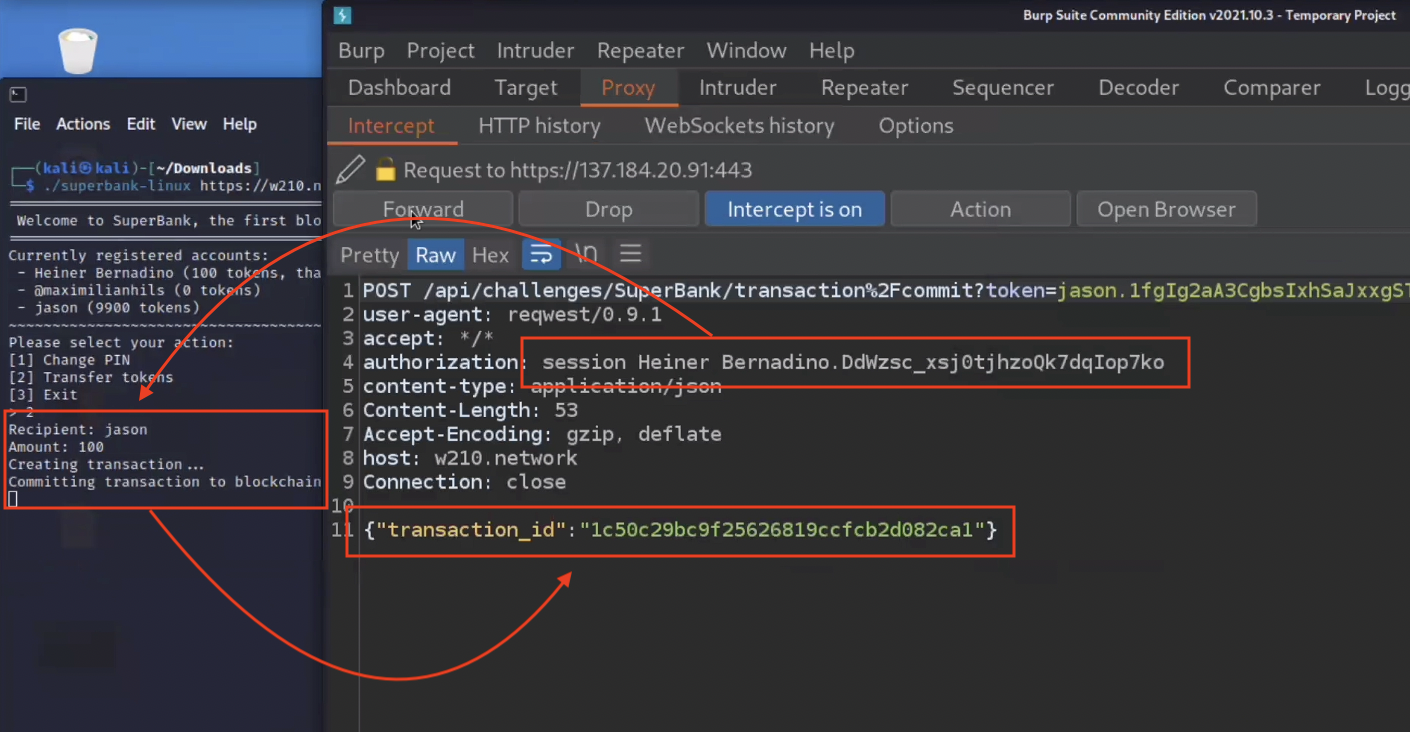 File Actions Edit View Help
(kali㉿kali)-[~/Downloads]
$ ./superbank-linux https://w210.n
Welcome to SuperBank, the first blo
Currently registered accounts:
- Heiner Bernadino (100 tokens, tha
- @maximilianhils (0 tokens)
- jason (9900 tokens)
~~~~~~~~~~~~~~~~~~~~~~~~~~~~~~~~~~~~
Please select your action:
[1] Change PIN
[2] Transfer tokens
[3] Exit
> 2
Recipient: jason
Amount: 100
Creating transaction...
Committing transaction to blockchain
Burp Suite Community Edition v2021.10.3 - Temporary Project
Burp Project Intruder Repeater Window Help
Dashboard Target Proxy Intruder Repeater Sequencer Decoder Comparer Logg
Intercept HTTP history WebSockets history Options
Request to https://137.184.20.91:443
Forward Drop Intercept is on Action Open Browser
Pretty Raw Hex \n
1 POST /api/challenges/SuperBank/transaction%2Fcommit?token=jason.1fgIg2aA3CgbsIxhSaJxxgST
2 user-agent: reqwest/0.9.1
3 accept: */*
4 authorization: session Heiner Bernadino.DdWzsc_xsj0tjhzoQk7dqIop7ko
5 content-type: application/json
6 Content-Length: 53
7 Accept-Encoding: gzip, deflate
8 host: w210.network
9 Connection: close
10
11 {"transaction_id":"1c50c29bc9f25626819ccfcb2d082ca1"}